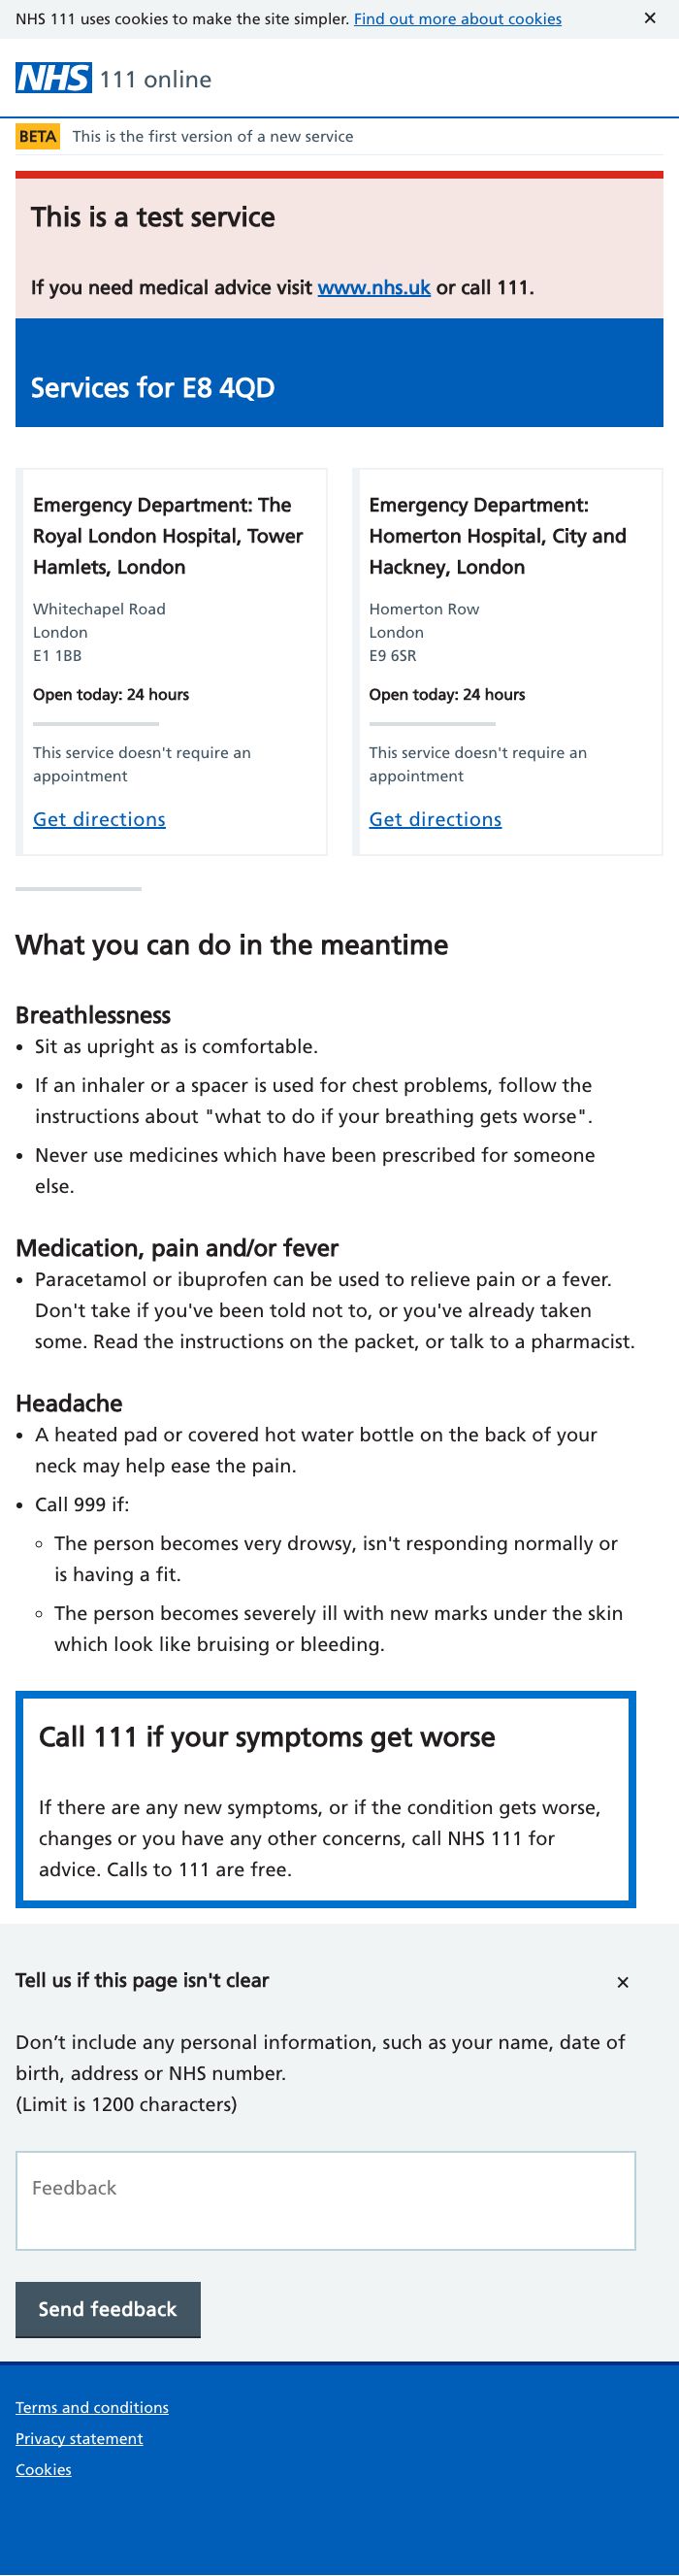 NHS 111 uses cookies to make the site simpler. Find out more about cookies ✕
NHS 111 online
BETA This is the first version of a new service
This is a test service
If you need medical advice visit www.nhs.uk or call 111.
Services for E8 4QD
Emergency Department: The
Royal London Hospital, Tower
Hamlets, London
Whitechapel Road
London
E1 1BB
Open today: 24 hours
This service doesn't require an
appointment
Get directions
Emergency Department:
Homerton Hospital, City and
Hackney, London
Homerton Row
London
E9 6SR
Open today: 24 hours
This service doesn't require an
appointment
Get directions
What you can do in the meantime
Breathlessness
• Sit as upright as is comfortable.
• If an inhaler or a spacer is used for chest problems, follow the
instructions about "what to do if your breathing gets worse".
• Never use medicines which have been prescribed for someone
else.
Medication, pain and/or fever
• Paracetamol or ibuprofen can be used to relieve pain or a fever.
Don't take if you've been told not to, or you've already taken
some. Read the instructions on the packet, or talk to a pharmacist.
Headache
• A heated pad or covered hot water bottle on the back of your
neck may help ease the pain.
• Call 999 if:
◦ The person becomes very drowsy, isn't responding normally or
is having a fit.
◦ The person becomes severely ill with new marks under the skin
which look like bruising or bleeding.
Call 111 if your symptoms get worse
If there are any new symptoms, or if the condition gets worse,
changes or you have any other concerns, call NHS 111 for
advice. Calls to 111 are free.
Tell us if this page isn't clear ✕
Don’t include any personal information, such as your name, date of
birth, address or NHS number.
(Limit is 1200 characters)
Feedback
Send feedback
Terms and conditions
Privacy statement
Cookies